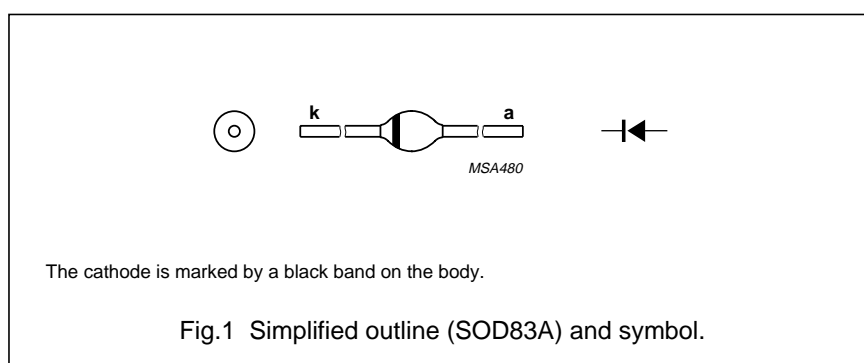 k a
MSA480
The cathode is marked by a black band on the body.
Fig.1 Simplified outline (SOD83A) and symbol.